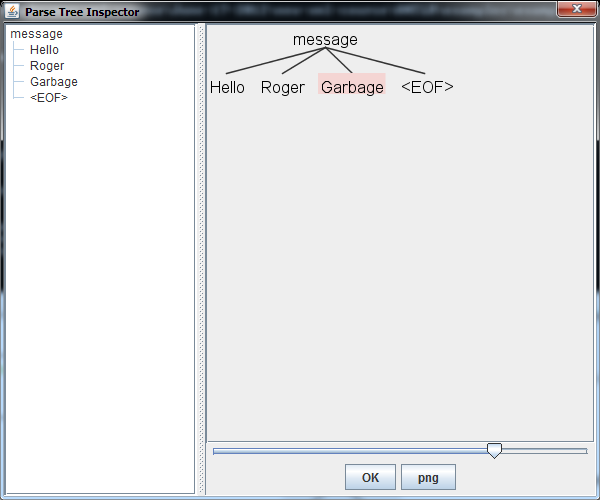 Parse Tree Inspector
message
Hello
Roger
Garbage
<EOF>
message
Hello Roger Garbage <EOF>
OK png